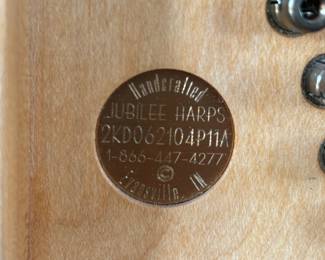 Handcrafted
JUBILEE HARPS
2KD062104P11A
1-866-447-4277
©
Evansville, IN